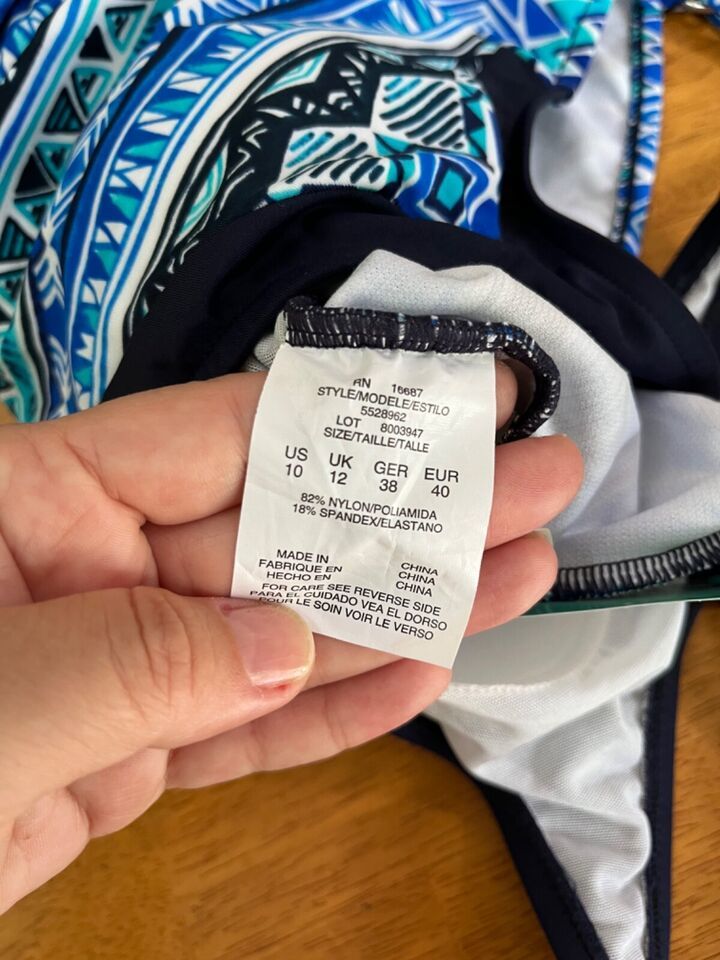 RN 16687
STYLE/MODELE/ESTILO
5528962
LOT 8003947
SIZE/TAILLE/TALLE
US UK GER EUR
10 12 38 40
82% NYLON/POLIAMIDA
18% SPANDEX/ELASTANO
MADE IN CHINA
FABRIQUE EN CHINA
HECHO EN CHINA
FOR CARE SEE REVERSE SIDE
PARA EL CUIDADO VEA EL DORSO
POUR LE SOIN VOIR LE VERSO